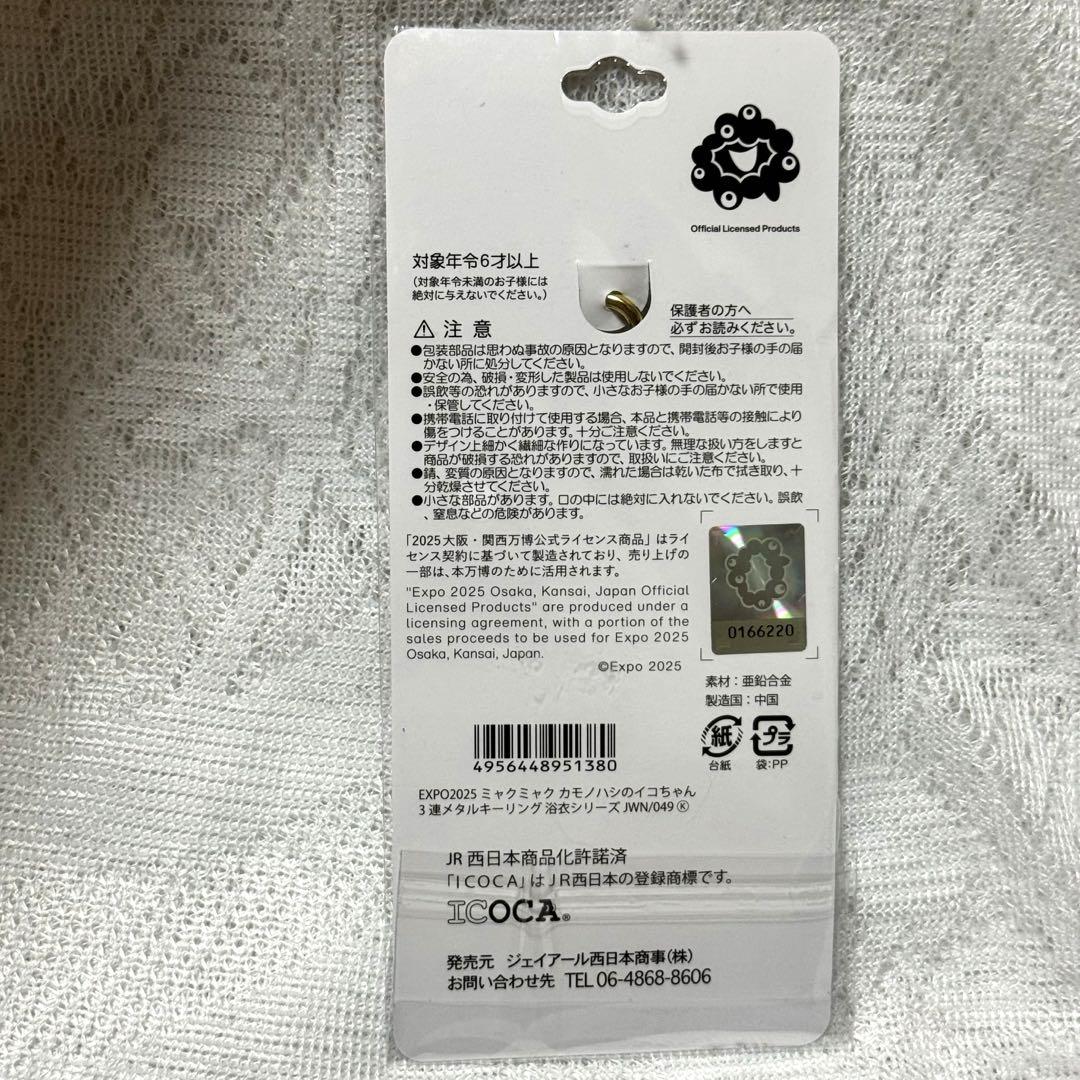 Official Licensed Products
対象年令6才以上
(対象年令未満のお子様には
絶対に与えないでください。)
保護者の方へ
必ずお読みください。
⚠ 注 意
●包装部品は思わぬ事故の原因となりますので、開封後お子様の手の届
かない所に処分してください。
●安全の為、破損・変形した製品は使用しないでください。
●誤飲等の恐れがありますので、小さなお子様の手の届かない所で使用
・保管してください。
●携帯電話に取り付けて使用する場合、本品と携帯電話等の接触により
傷をつけることがあります。十分ご注意ください。
●デザイン上細かく繊細な作りになっています。無理な扱い方をしますと
商品が破損する恐れがありますので、取扱いにご注意ください。
●錆、変質の原因となりますので、濡れた場合は乾いた布で拭き取り、十
分乾燥させてください。
●小さな部品があります。口の中には絶対に入れないでください。誤飲
、窒息などの危険があります。
「2025大阪・関西万博公式ライセンス商品」はライ
センス契約に基づいて製造されており、売り上げの
一部は、本万博のために活用されます。
"Expo 2025 Osaka, Kansai, Japan Official
Licensed Products" are produced under a
licensing agreement, with a portion of the
sales proceeds to be used for Expo 2025
Osaka, Kansai, Japan.
©Expo 2025
0166220
素材：亜鉛合金
製造国：中国
紙
プラ
台紙
袋：PP
4956448951380
EXPO2025 ミャクミャク カモノハシのイコちゃん
3連メタルキーリング 浴衣シリーズ JWN/049 Ⓚ
JR 西日本商品化許諾済
「ICOCA」はJR西日本の登録商標です。
ICOCA®
発売元 ジェイアール西日本商事(株)
お問い合わせ先 TEL 06-4868-8606